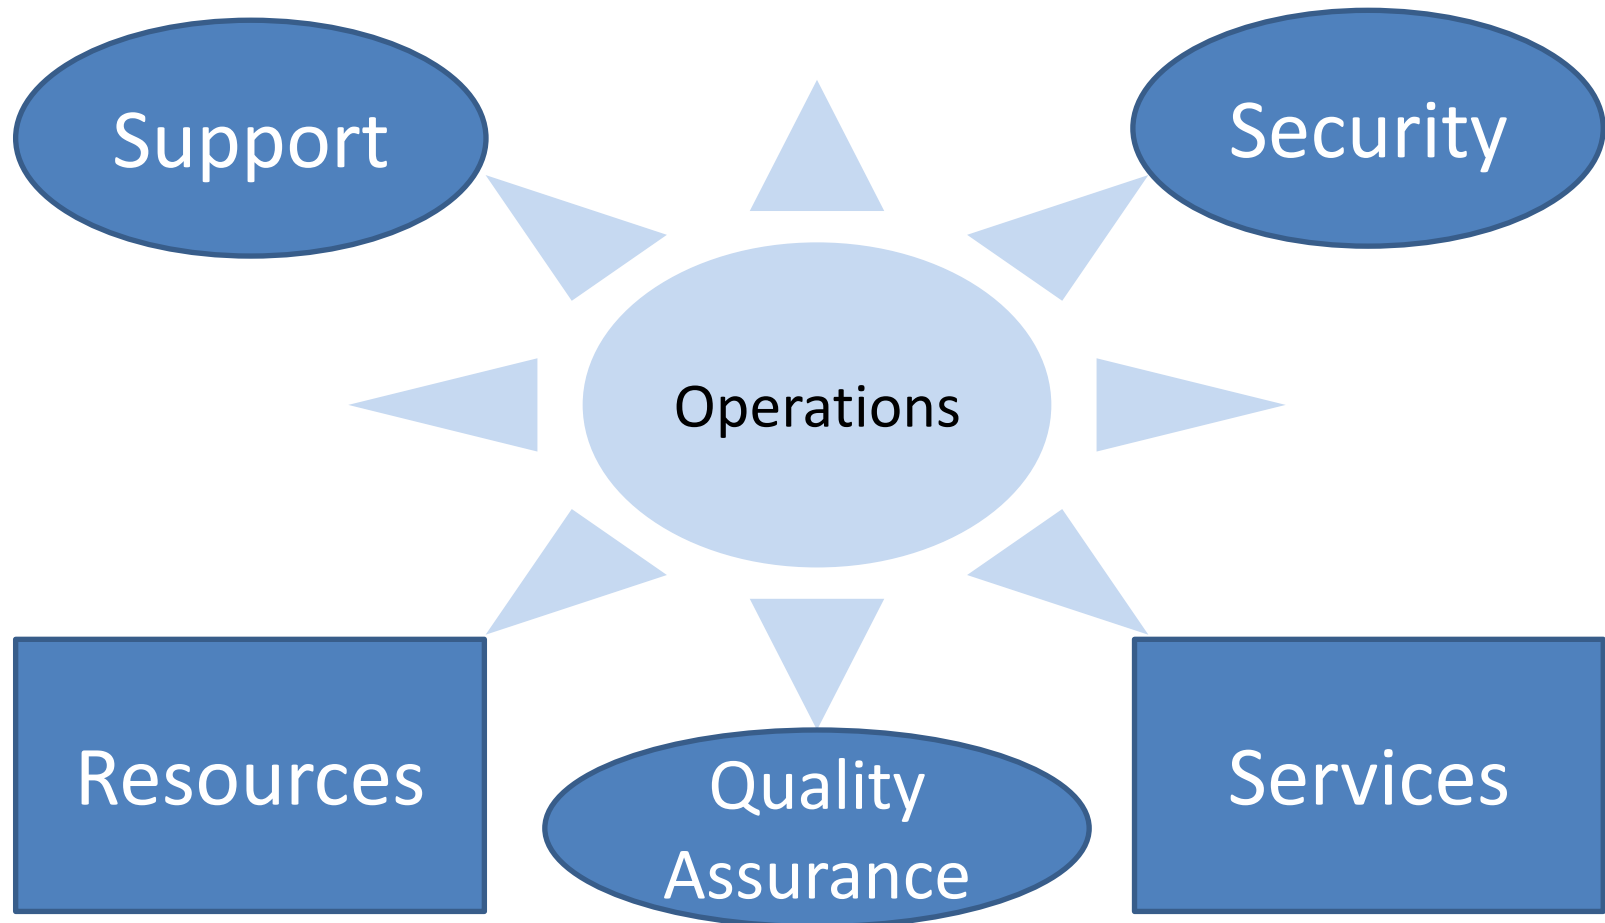 Support
Security
Operations
Resources
Quality
Assurance
Services